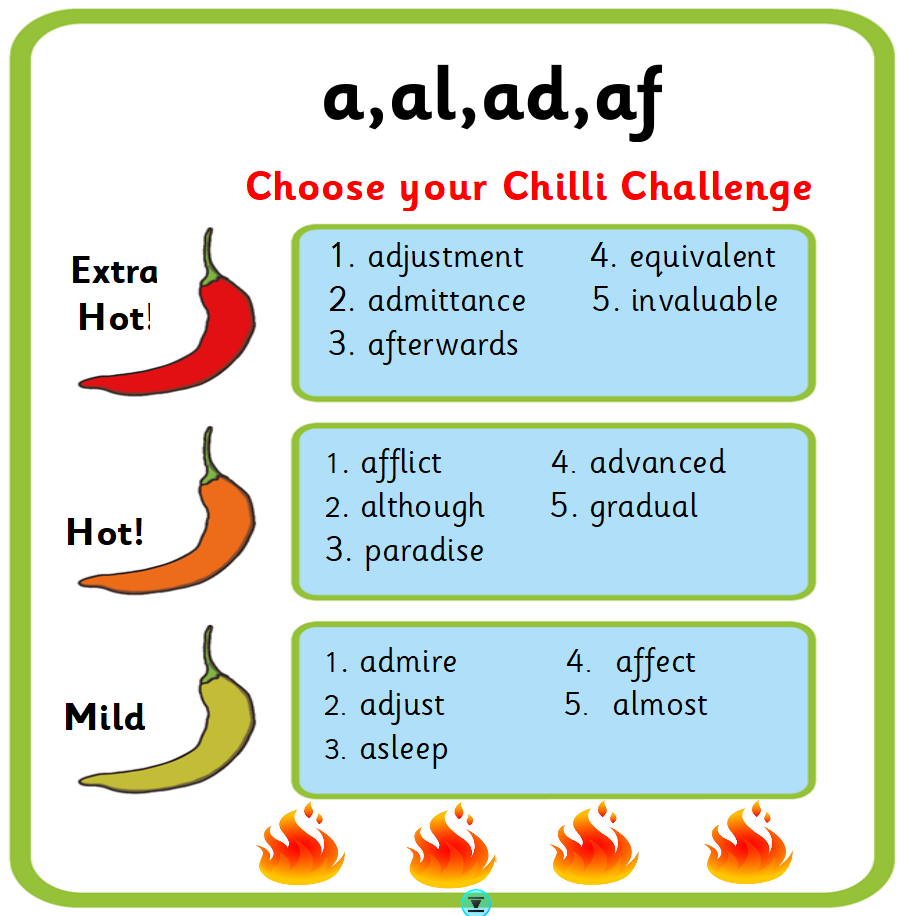 a,al,ad,af
Choose your Chilli Challenge
Extra
Hot!
1. adjustment
2. admittance
3. afterwards
4. equivalent
5. invaluable
Hot!
1. afflict
2. although
3. paradise
4. advanced
5. gradual
Mild
1. admire
2. adjust
3. asleep
4. affect
5. almost